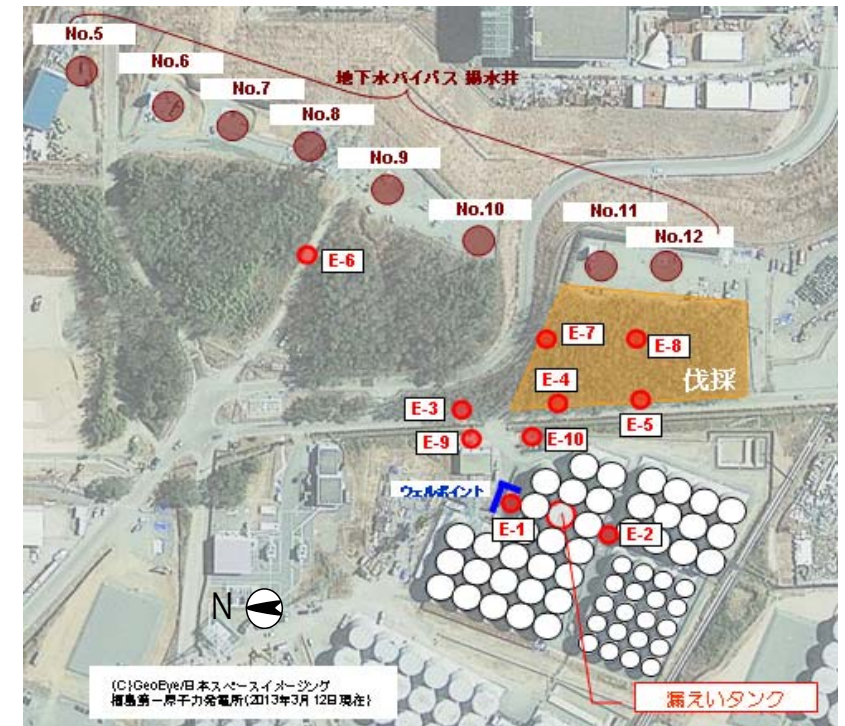 No.5
No.6
No.7
No.8
地下水バイパス 揚水井
No.9
No.10
No.11
No.12
E-6
E-7
E-8
伐採
E-4
E-5
E-3
E-9
E-10
ウェルポイント
E-1
E-2
N
(C)GeoEye/日本スペースイメージング
福島第一原子力発電所(2013年3月12日現在)
漏えいタンク